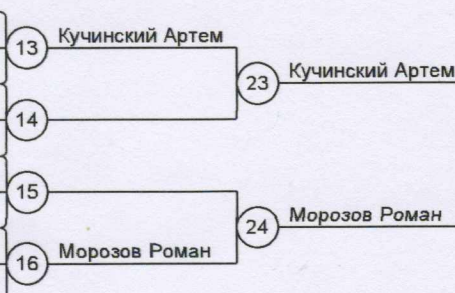 13 Кучинский Артем
23 Кучинский Артем
14
15
24 Морозов Роман
16 Морозов Роман